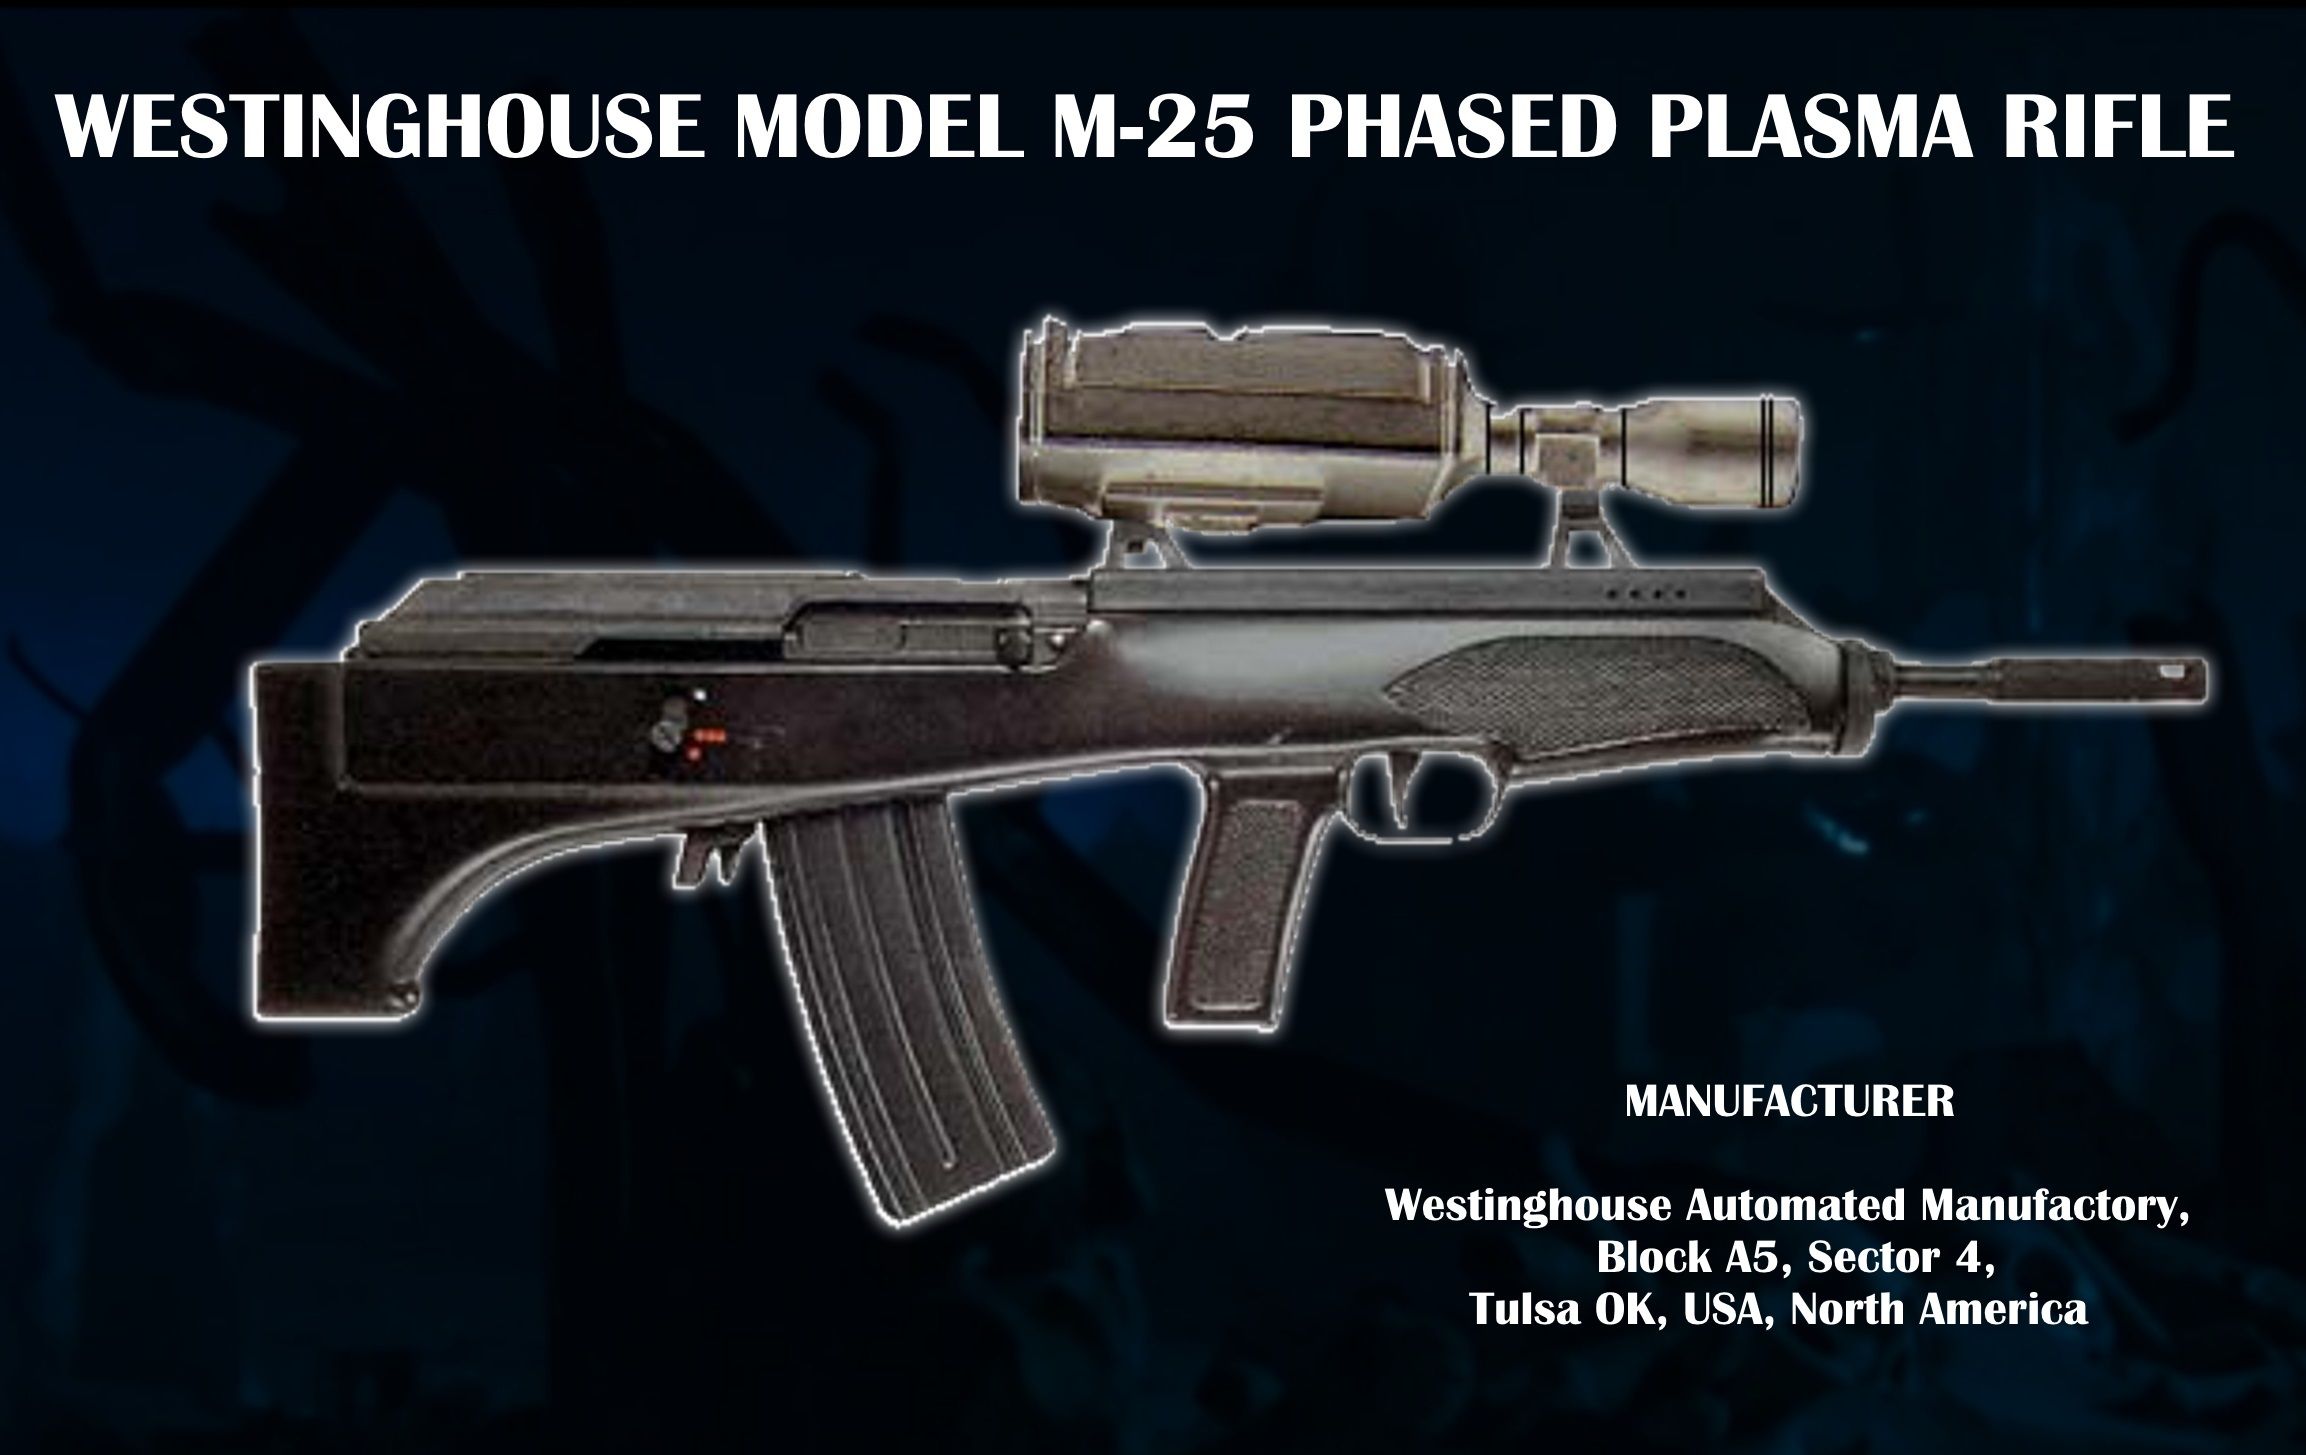 WESTINGHOUSE MODEL M-25 PHASED PLASMA RIFLE
MANUFACTURER
Westinghouse Automated Manufactory,
Block A5, Sector 4,
Tulsa OK, USA, North America